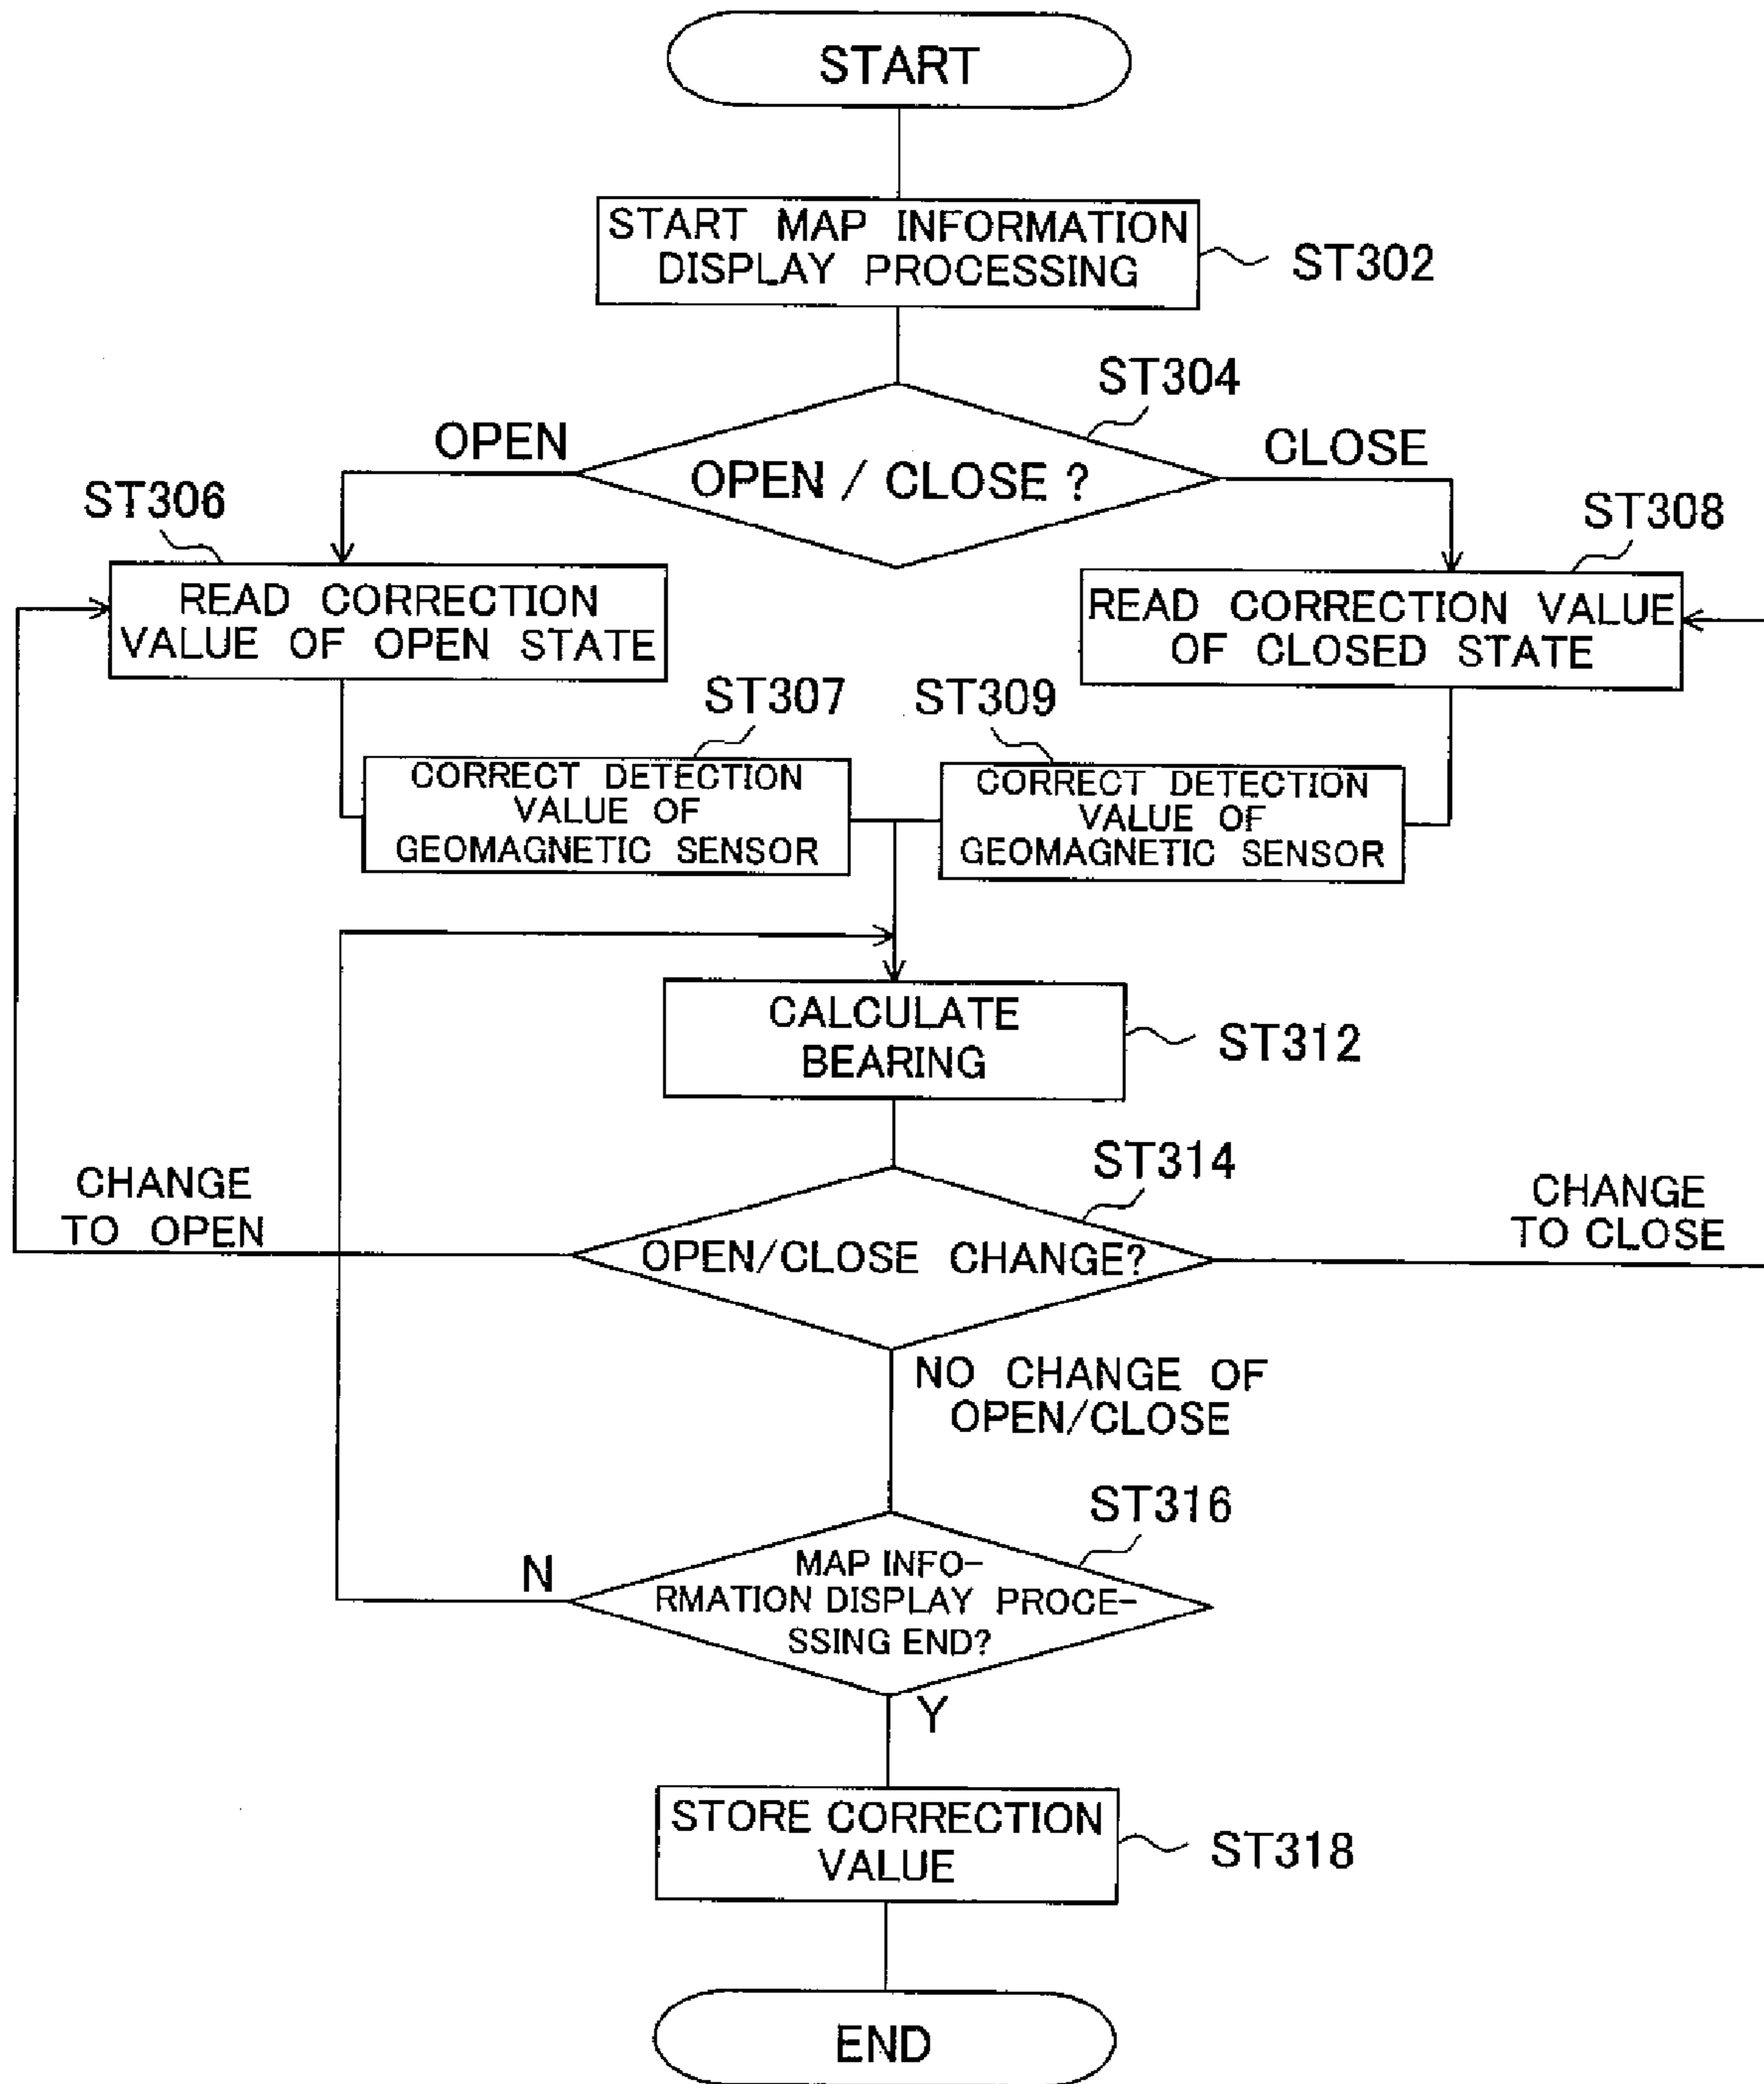 START
START MAP INFORMATION
DISPLAY PROCESSING
ST302
ST304
OPEN
OPEN / CLOSE ?
CLOSE
ST306
READ CORRECTION
VALUE OF OPEN STATE
ST308
READ CORRECTION VALUE
OF CLOSED STATE
ST307
CORRECT DETECTION
VALUE OF
GEOMAGNETIC SENSOR
ST309
CORRECT DETECTION
VALUE OF
GEOMAGNETIC SENSOR
CALCULATE
BEARING
ST312
ST314
CHANGE
TO OPEN
OPEN/CLOSE CHANGE?
CHANGE
TO CLOSE
NO CHANGE OF
OPEN/CLOSE
ST316
N
MAP INFO-
RMATION DISPLAY PROCE-
SSING END?
Y
STORE CORRECTION
VALUE
ST318
END